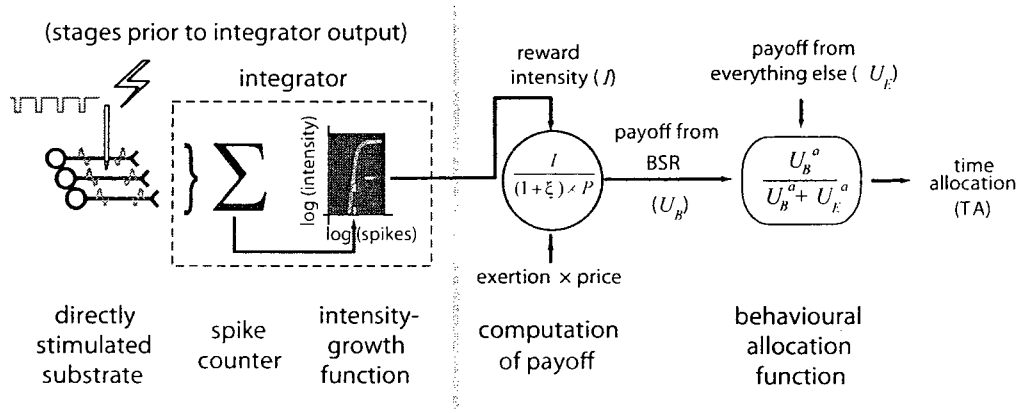 (stages prior to integrator output)
integrator
}
Σ
log (intensity)
log (spikes)
directly
stimulated
substrate
spike
counter
intensity-
growth
function
reward
intensity (I)
I
(1+ξ) × P
exertion × price
payoff from
BSR
(U_B)
computation
of payoff
payoff from
everything else ( U_E)
U_B^a
U_B^a + U_E^a
time
allocation
(TA)
behavioural
allocation
function